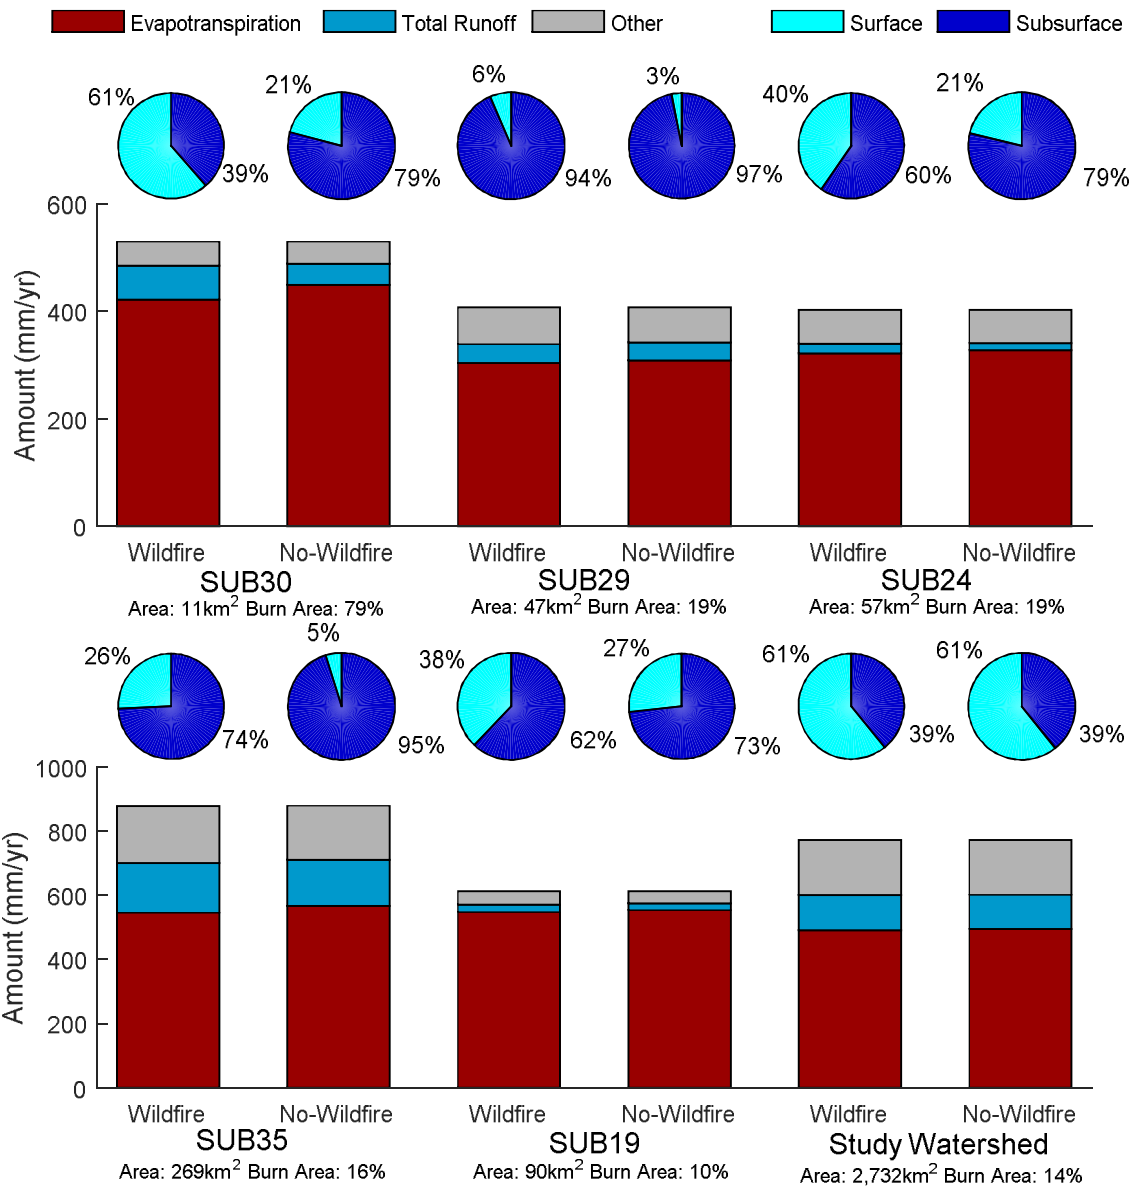 Evapotranspiration Total Runoff Other Surface Subsurface
61% 39% 21% 79% 6% 94% 3% 97% 40% 60% 21% 79%
600
400
200
0
Amount (mm/yr)
Wildfire No-Wildfire Wildfire No-Wildfire Wildfire No-Wildfire
SUB30 SUB29 SUB24
Area: 11km² Burn Area: 79% Area: 47km² Burn Area: 19% Area: 57km² Burn Area: 19%
26% 74% 5% 95% 38% 62% 27% 73% 61% 39% 61% 39%
1000
800
600
400
200
0
Amount (mm/yr)
Wildfire No-Wildfire Wildfire No-Wildfire Wildfire No-Wildfire
SUB35 SUB19 Study Watershed
Area: 269km² Burn Area: 16% Area: 90km² Burn Area: 10% Area: 2,732km² Burn Area: 14%